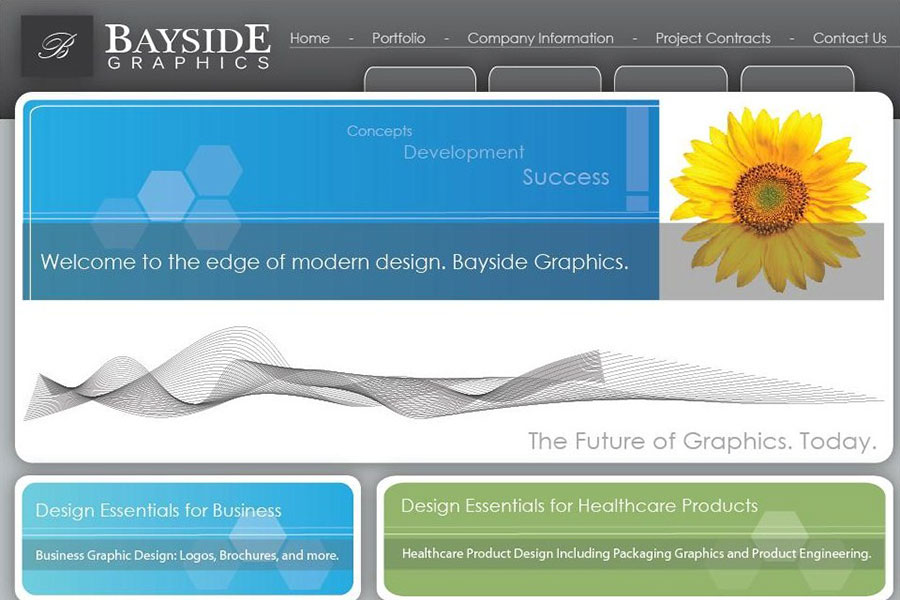 B
BAYSIDE
GRAPHICS
Home - Portfolio - Company Information - Project Contracts - Contact Us
Concepts
Development
Success
Welcome to the edge of modern design. Bayside Graphics.
The Future of Graphics. Today.
Design Essentials for Business
Business Graphic Design: Logos, Brochures, and more.
Design Essentials for Healthcare Products
Healthcare Product Design Including Packaging Graphics and Product Engineering.